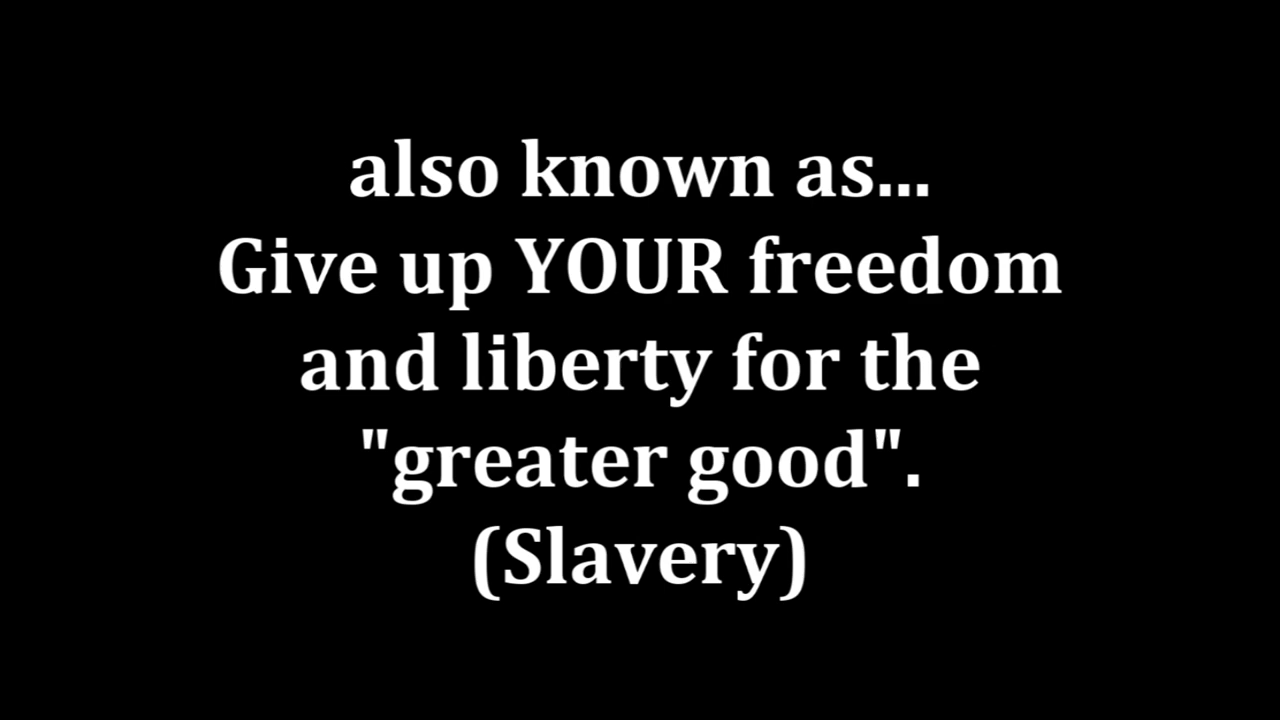 also known as...
Give up YOUR freedom
and liberty for the
"greater good".
(Slavery)